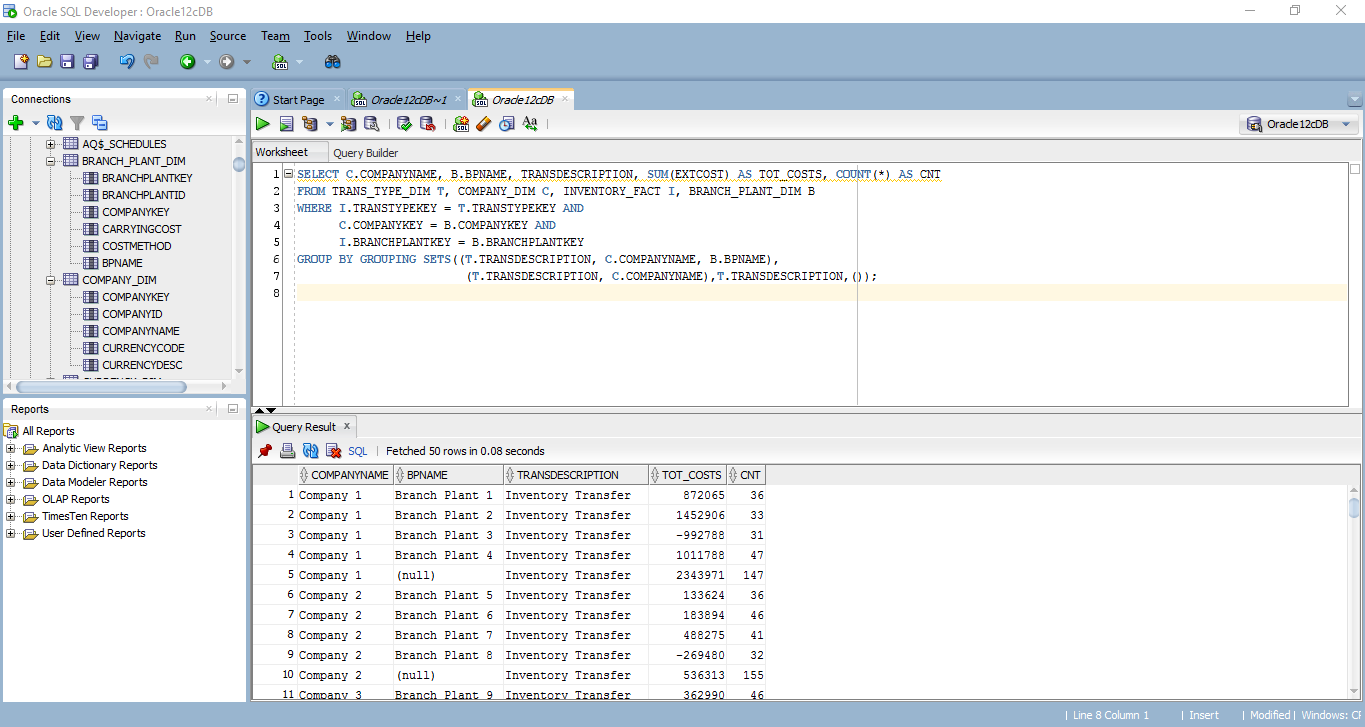 Oracle SQL Developer : Oracle12cDB
File Edit View Navigate Run Source Team Tools Window Help
Connections
AQ$_SCHEDULES
BRANCH_PLANT_DIM
BRANCHPLANTKEY
BRANCHPLANTID
COMPANYKEY
CARRYINGCOST
COSTMETHOD
BPNAME
COMPANY_DIM
COMPANYKEY
COMPANYID
COMPANYNAME
CURRENCYCODE
CURRENCYDESC
Reports
All Reports
Analytic View Reports
Data Dictionary Reports
Data Modeler Reports
OLAP Reports
TimesTen Reports
User Defined Reports
Start Page Oracle12cDB~1 Oracle12cDB
Oracle12cDB
Worksheet Query Builder
1 SELECT C.COMPANYNAME, B.BPNAME, TRANSDESCRIPTION, SUM(EXTCOST) AS TOT_COSTS, COUNT(*) AS CNT
2 FROM TRANS_TYPE_DIM T, COMPANY_DIM C, INVENTORY_FACT I, BRANCH_PLANT_DIM B
3 WHERE I.TRANSTYPEKEY = T.TRANSTYPEKEY AND
4 C.COMPANYKEY = B.COMPANYKEY AND
5 I.BRANCHPLANTKEY = B.BRANCHPLANTKEY
6 GROUP BY GROUPING SETS((T.TRANSDESCRIPTION, C.COMPANYNAME, B.BPNAME),
7 (T.TRANSDESCRIPTION, C.COMPANYNAME),T.TRANSDESCRIPTION,());
8
Query Result
SQL | Fetched 50 rows in 0.08 seconds
COMPANYNAME BPNAME TRANSDESCRIPTION TOT_COSTS CNT
1 Company 1 Branch Plant 1 Inventory Transfer 872065 36
2 Company 1 Branch Plant 2 Inventory Transfer 1452906 33
3 Company 1 Branch Plant 3 Inventory Transfer -992788 31
4 Company 1 Branch Plant 4 Inventory Transfer 1011788 47
5 Company 1 (null) Inventory Transfer 2343971 147
6 Company 2 Branch Plant 5 Inventory Transfer 133624 36
7 Company 2 Branch Plant 6 Inventory Transfer 183894 46
8 Company 2 Branch Plant 7 Inventory Transfer 488275 41
9 Company 2 Branch Plant 8 Inventory Transfer -269480 32
10 Company 2 (null) Inventory Transfer 536313 155
11 Company 3 Branch Plant 9 Inventory Transfer 362990 46
| Line 8 Column 1 | Insert | Modified | Windows: